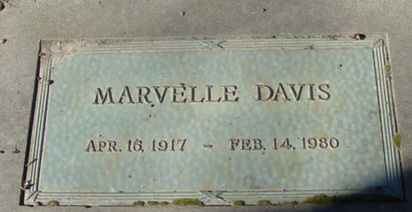 MARVELLE DAVIS
APR. 16, 1917 - FEB. 14, 1980